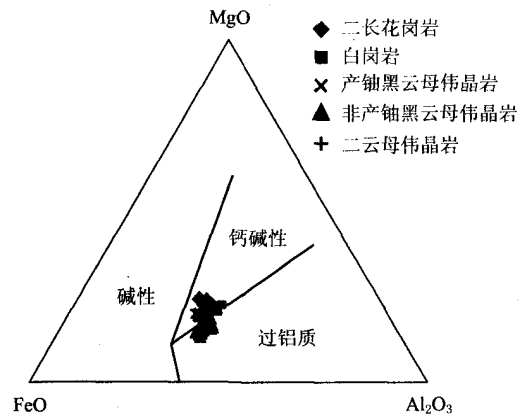 MgO
二长花岗岩
白岗岩
产铀黑云母伟晶岩
非产铀黑云母伟晶岩
二云母伟晶岩
钙碱性
碱性
过铝质
FeO
Al₂O₃